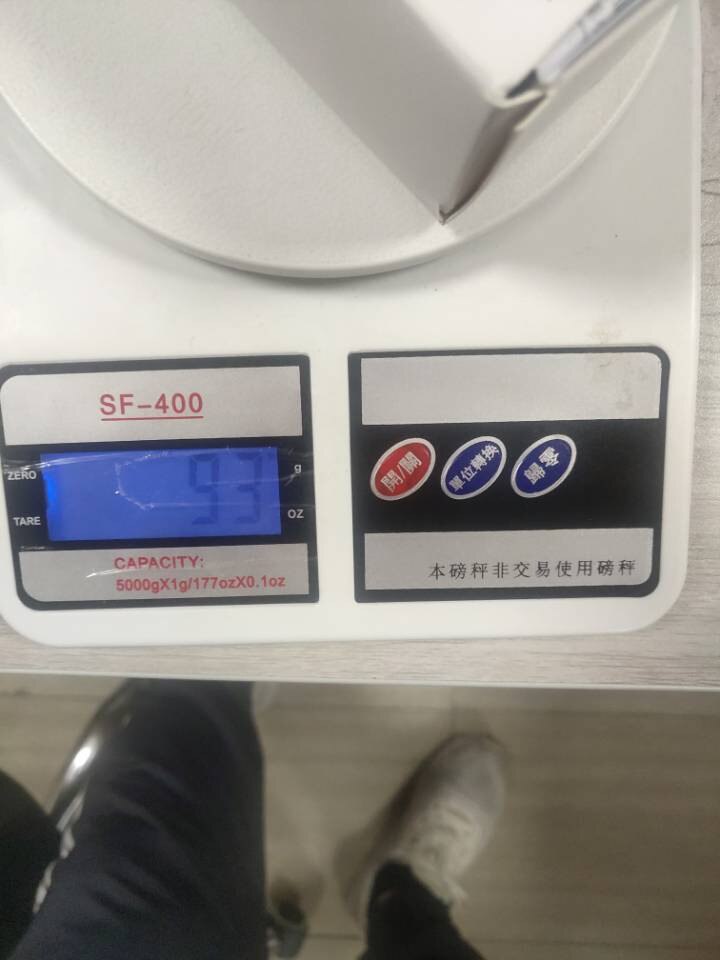 SF-400
ZERO
TARE
93
g
OZ
CAPACITY:
5000gX1g/177ozX0.1oz
開/關
單位轉換
歸零
本磅秤非交易使用磅秤